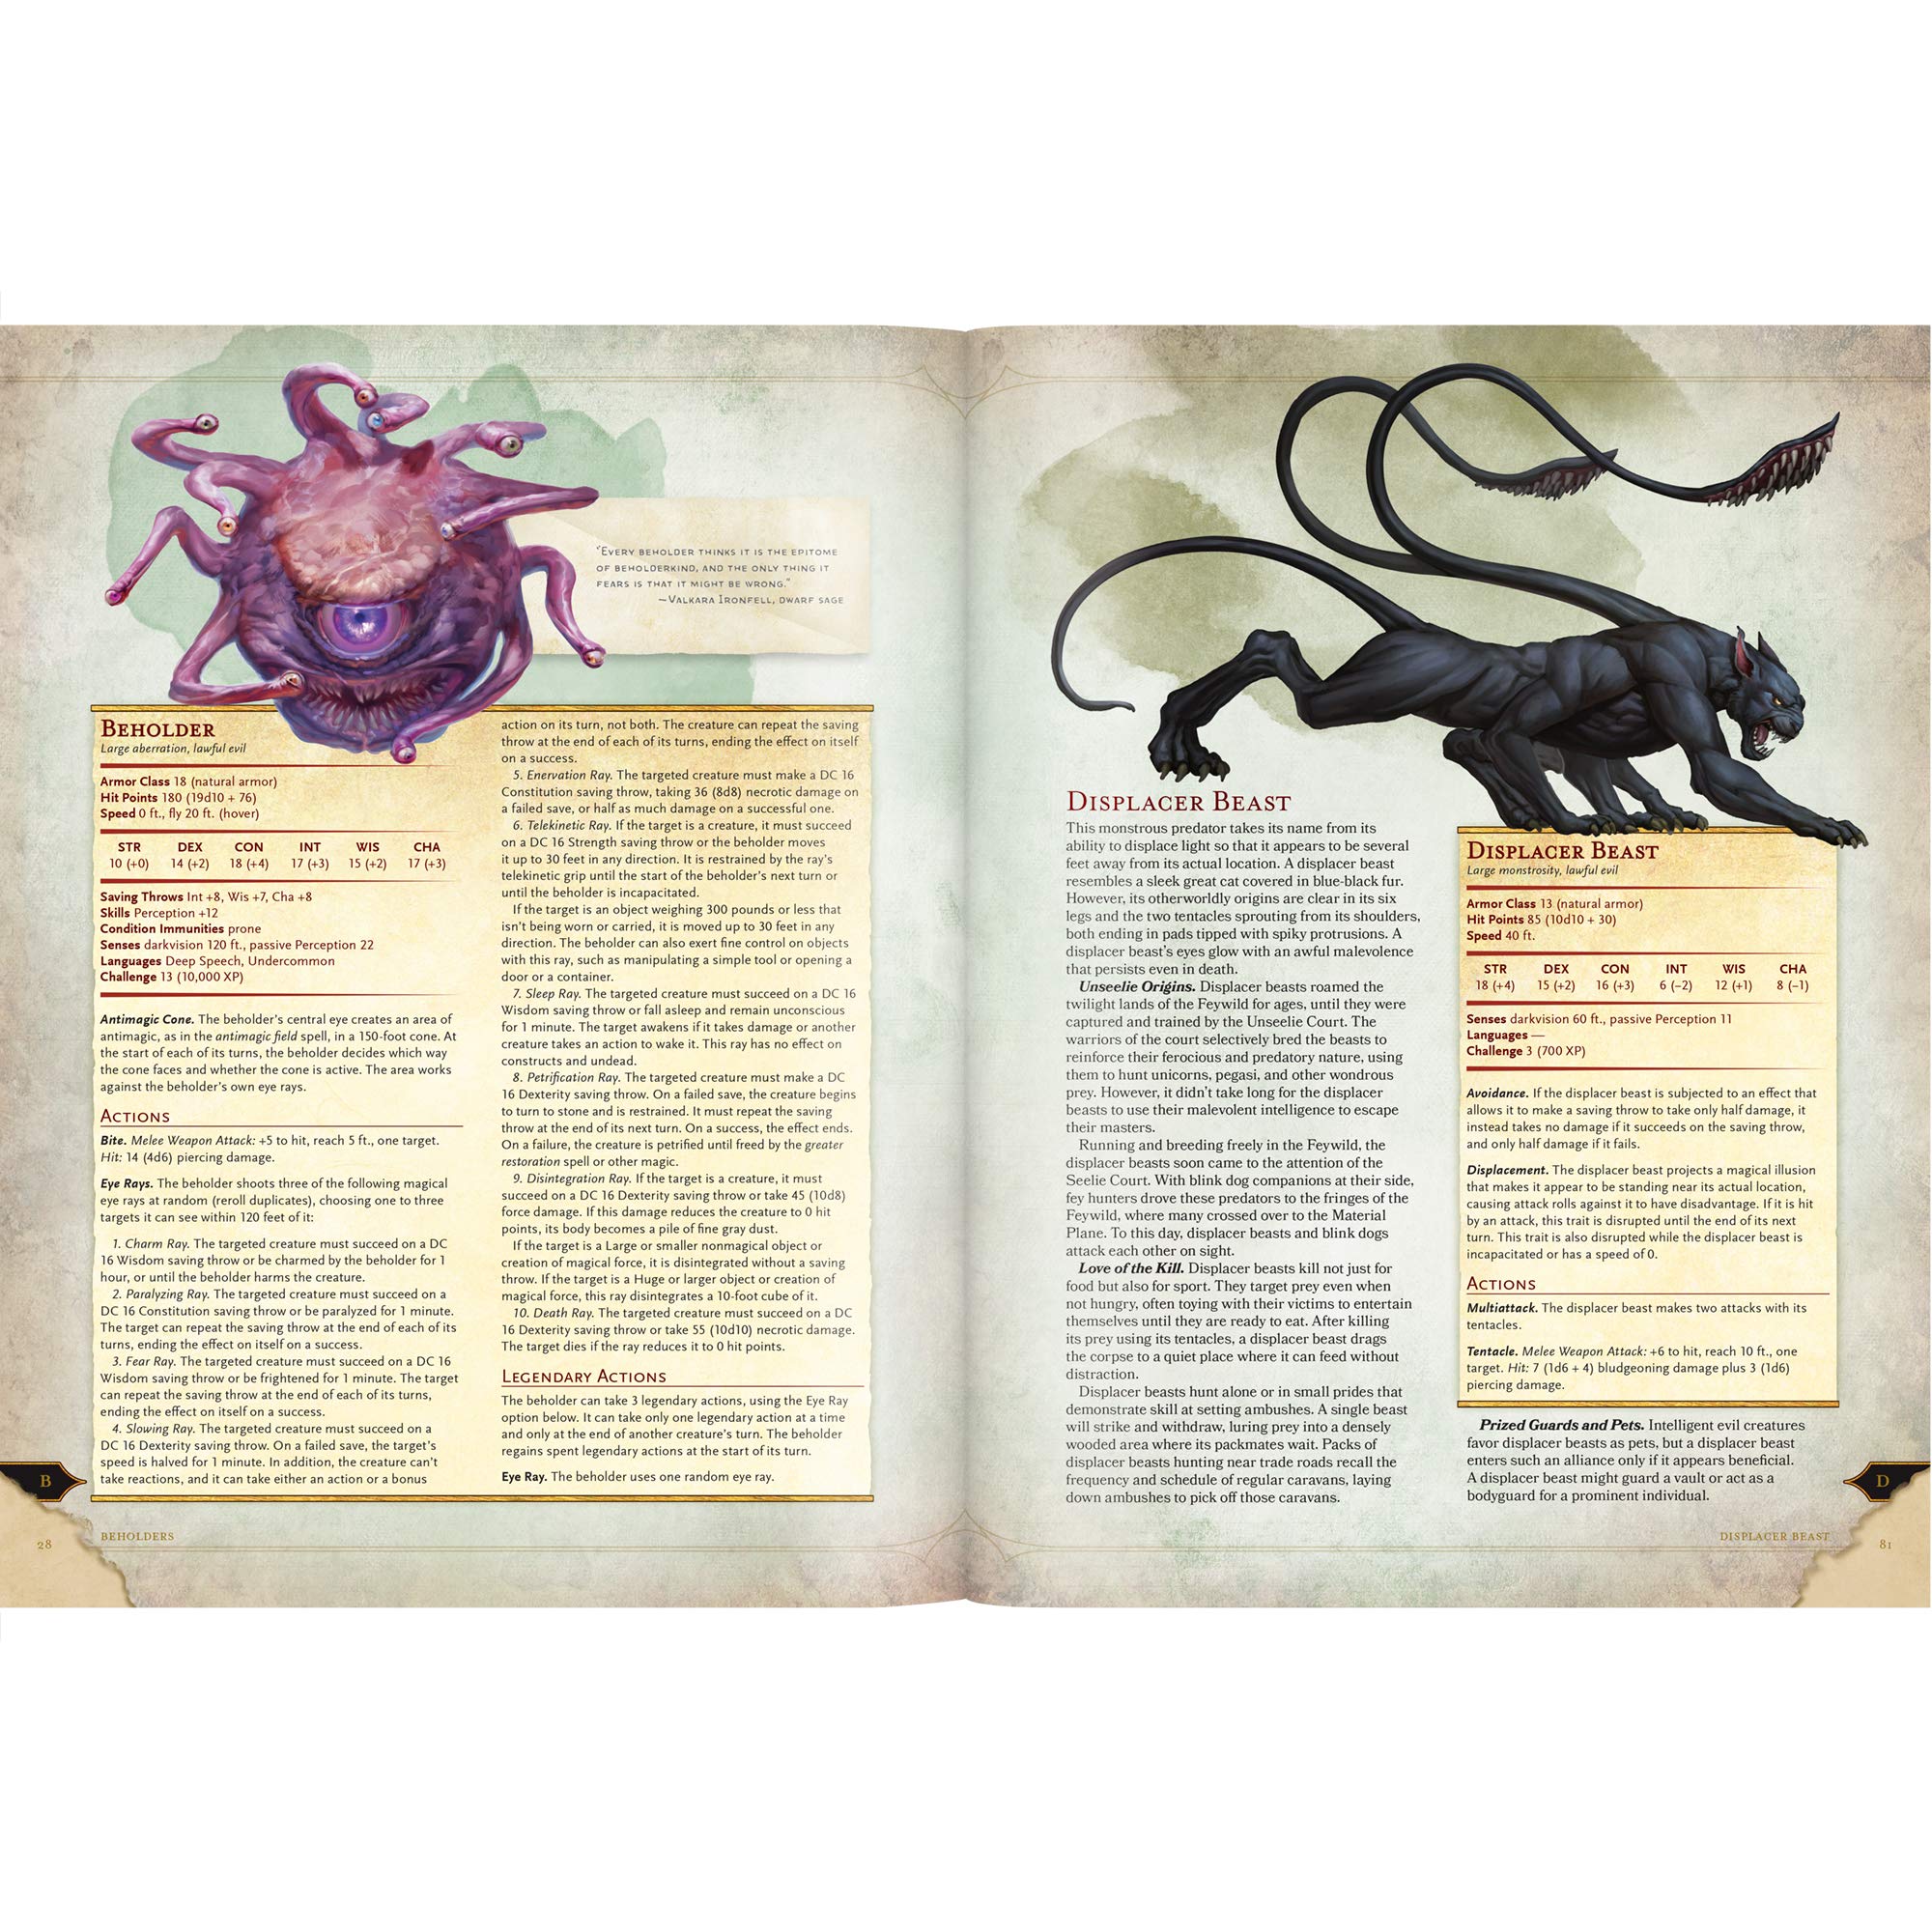 “Every beholder thinks it is the epitome
of beholderkind, and the only thing it
fears is that it might be wrong.”
—Valkara Ironfell, dwarf sage
Beholder
Large aberration, lawful evil
Armor Class 18 (natural armor)
Hit Points 180 (19d10 + 76)
Speed 0 ft., fly 20 ft. (hover)
STR DEX CON INT WIS CHA
10 (+0) 14 (+2) 18 (+4) 17 (+3) 15 (+2) 17 (+3)
Saving Throws Int +8, Wis +7, Cha +8
Skills Perception +12
Condition Immunities prone
Senses darkvision 120 ft., passive Perception 22
Languages Deep Speech, Undercommon
Challenge 13 (10,000 XP)
Antimagic Cone. The beholder's central eye creates an area of
antimagic, as in the antimagic field spell, in a 150-foot cone. At
the start of each of its turns, the beholder decides which way
the cone faces and whether the cone is active. The area works
against the beholder's own eye rays.
Actions
Bite. Melee Weapon Attack: +5 to hit, reach 5 ft., one target.
Hit: 14 (4d6) piercing damage.
Eye Rays. The beholder shoots three of the following magical
eye rays at random (reroll duplicates), choosing one to three
targets it can see within 120 feet of it:
1. Charm Ray. The targeted creature must succeed on a DC
16 Wisdom saving throw or be charmed by the beholder for 1
hour, or until the beholder harms the creature.
2. Paralyzing Ray. The targeted creature must succeed on a
DC 16 Constitution saving throw or be paralyzed for 1 minute.
The target can repeat the saving throw at the end of each of its
turns, ending the effect on itself on a success.
3. Fear Ray. The targeted creature must succeed on a DC 16
Wisdom saving throw or be frightened for 1 minute. The target
can repeat the saving throw at the end of each of its turns,
ending the effect on itself on a success.
4. Slowing Ray. The targeted creature must succeed on a
DC 16 Dexterity saving throw. On a failed save, the target's
speed is halved for 1 minute. In addition, the creature can't
take reactions, and it can take either an action or a bonus
action on its turn, not both. The creature can repeat the saving
throw at the end of each of its turns, ending the effect on itself
on a success.
5. Enervation Ray. The targeted creature must make a DC 16
Constitution saving throw, taking 36 (8d8) necrotic damage on
a failed save, or half as much damage on a successful one.
6. Telekinetic Ray. If the target is a creature, it must succeed
on a DC 16 Strength saving throw or the beholder moves
it up to 30 feet in any direction. It is restrained by the ray's
telekinetic grip until the start of the beholder's next turn or
until the beholder is incapacitated.
If the target is an object weighing 300 pounds or less that
isn't being worn or carried, it is moved up to 30 feet in any
direction. The beholder can also exert fine control on objects
with this ray, such as manipulating a simple tool or opening a
door or a container.
7. Sleep Ray. The targeted creature must succeed on a DC 16
Wisdom saving throw or fall asleep and remain unconscious
for 1 minute. The target awakens if it takes damage or another
creature takes an action to wake it. This ray has no effect on
constructs and undead.
8. Petrification Ray. The targeted creature must make a DC
16 Dexterity saving throw. On a failed save, the creature begins
to turn to stone and is restrained. It must repeat the saving
throw at the end of its next turn. On a success, the effect ends.
On a failure, the creature is petrified until freed by the greater
restoration spell or other magic.
9. Disintegration Ray. If the target is a creature, it must
succeed on a DC 16 Dexterity saving throw or take 45 (10d8)
force damage. If this damage reduces the creature to 0 hit
points, its body becomes a pile of fine gray dust.
If the target is a Large or smaller nonmagical object or
creation of magical force, it is disintegrated without a saving
throw. If the target is a Huge or larger object or creation of
magical force, this ray disintegrates a 10-foot cube of it.
10. Death Ray. The targeted creature must succeed on a DC
16 Dexterity saving throw or take 55 (10d10) necrotic damage.
The target dies if the ray reduces it to 0 hit points.
Legendary Actions
The beholder can take 3 legendary actions, using the Eye Ray
option below. It can take only one legendary action at a time
and only at the end of another creature's turn. The beholder
regains spent legendary actions at the start of its turn.
Eye Ray. The beholder uses one random eye ray.
B
28
BEHOLDERS
Displacer Beast
This monstrous predator takes its name from its
ability to displace light so that it appears to be several
feet away from its actual location. A displacer beast
resembles a sleek great cat covered in blue-black fur.
However, its otherworldly origins are clear in its six
legs and the two tentacles sprouting from its shoulders,
both ending in pads tipped with spiky protrusions. A
displacer beast's eyes glow with an awful malevolence
that persists even in death.
Unseelie Origins. Displacer beasts roamed the
twilight lands of the Feywild for ages, until they were
captured and trained by the Unseelie Court. The
warriors of the court selectively bred the beasts to
reinforce their ferocious and predatory nature, using
them to hunt unicorns, pegasi, and other wondrous
prey. However, it didn't take long for the displacer
beasts to use their malevolent intelligence to escape
their masters.
Running and breeding freely in the Feywild, the
displacer beasts soon came to the attention of the
Seelie Court. With blink dog companions at their side,
fey hunters drove these predators to the fringes of the
Feywild, where many crossed over to the Material
Plane. To this day, displacer beasts and blink dogs
attack each other on sight.
Love of the Kill. Displacer beasts kill not just for
food but also for sport. They target prey even when
not hungry, often toying with their victims to entertain
themselves until they are ready to eat. After killing
its prey using its tentacles, a displacer beast drags
the corpse to a quiet place where it can feed without
distraction.
Displacer beasts hunt alone or in small prides that
demonstrate skill at setting ambushes. A single beast
will strike and withdraw, luring prey into a densely
wooded area where its packmates wait. Packs of
displacer beasts hunting near trade roads recall the
frequency and schedule of regular caravans, laying
down ambushes to pick off those caravans.
Displacer Beast
Large monstrosity, lawful evil
Armor Class 13 (natural armor)
Hit Points 85 (10d10 + 30)
Speed 40 ft.
STR DEX CON INT WIS CHA
18 (+4) 15 (+2) 16 (+3) 6 (−2) 12 (+1) 8 (−1)
Senses darkvision 60 ft., passive Perception 11
Languages —
Challenge 3 (700 XP)
Avoidance. If the displacer beast is subjected to an effect that
allows it to make a saving throw to take only half damage, it
instead takes no damage if it succeeds on the saving throw,
and only half damage if it fails.
Displacement. The displacer beast projects a magical illusion
that makes it appear to be standing near its actual location,
causing attack rolls against it to have disadvantage. If it is hit
by an attack, this trait is disrupted until the end of its next
turn. This trait is also disrupted while the displacer beast is
incapacitated or has a speed of 0.
Actions
Multiattack. The displacer beast makes two attacks with its
tentacles.
Tentacle. Melee Weapon Attack: +6 to hit, reach 10 ft., one
target. Hit: 7 (1d6 + 4) bludgeoning damage plus 3 (1d6)
piercing damage.
Prized Guards and Pets. Intelligent evil creatures
favor displacer beasts as pets, but a displacer beast
enters such an alliance only if it appears beneficial.
A displacer beast might guard a vault or act as a
bodyguard for a prominent individual.
D
DISPLACER BEAST
81